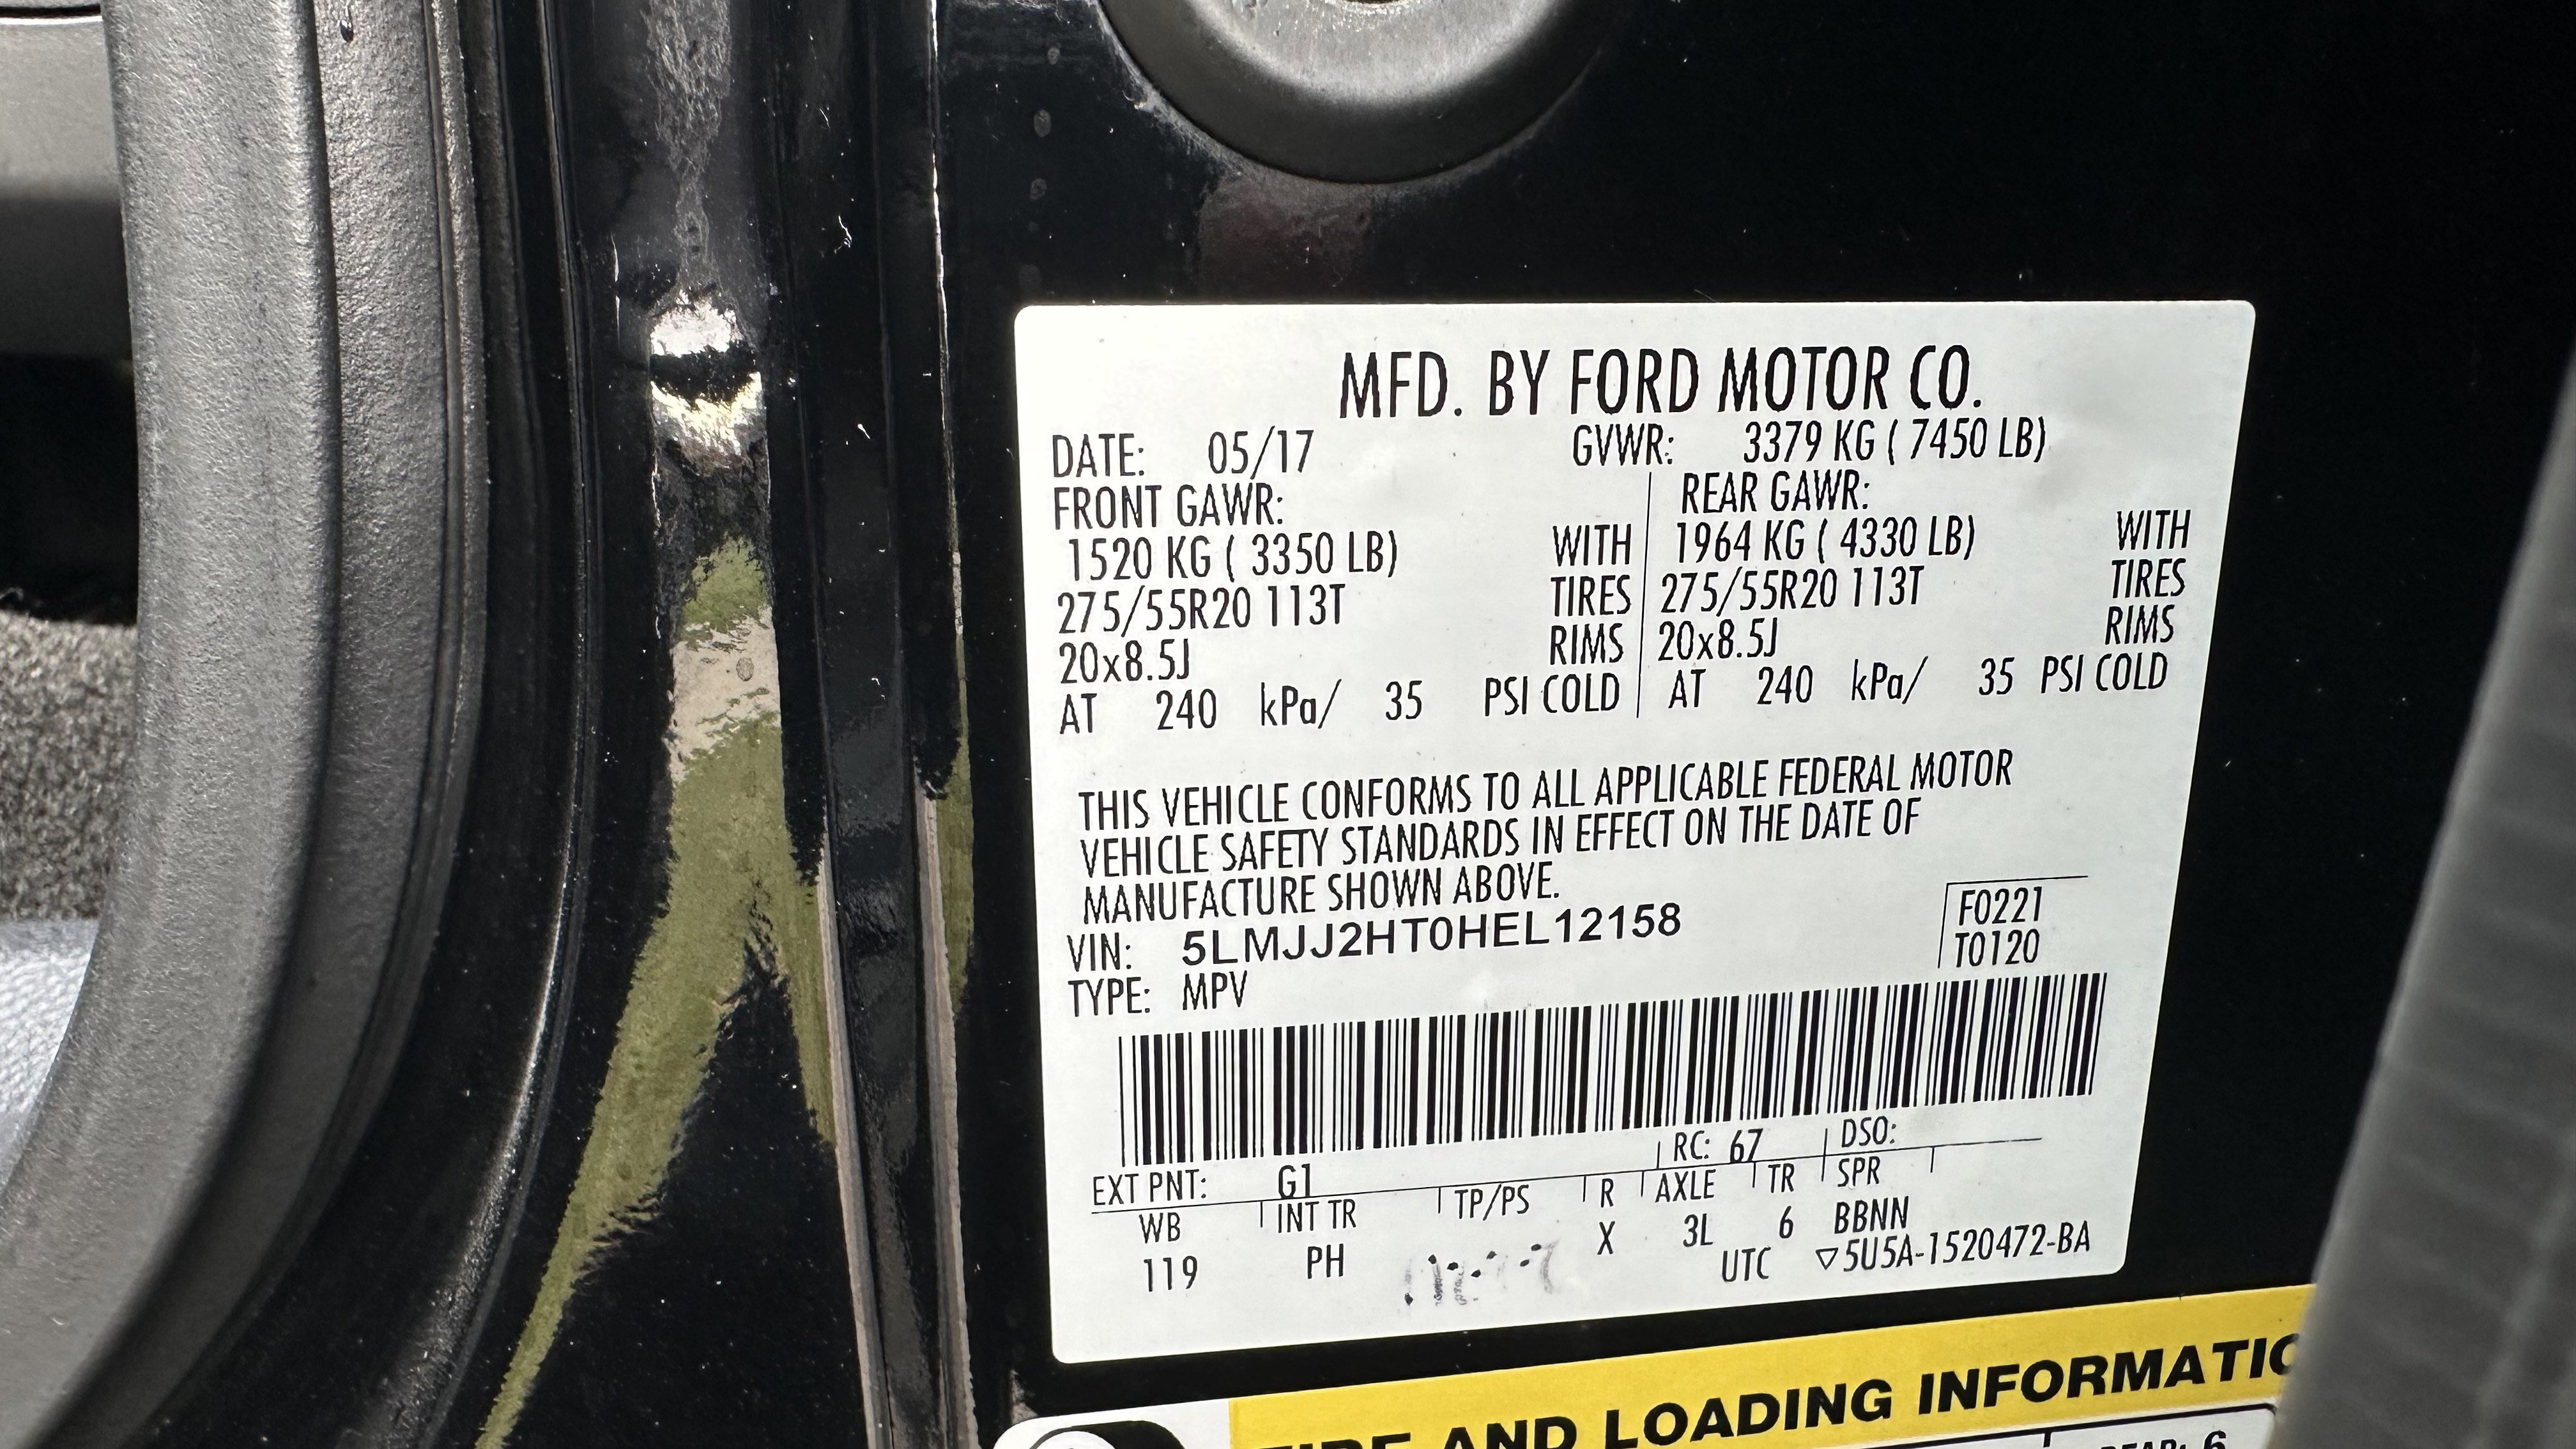 MFD. BY FORD MOTOR CO.
DATE: 05/17 GVWR: 3379 KG ( 7450 LB)
FRONT GAWR: REAR GAWR:
1520 KG ( 3350 LB) WITH 1964 KG ( 4330 LB) WITH
275/55R20 113T TIRES 275/55R20 113T TIRES
20x8.5J RIMS 20x8.5J RIMS
AT 240 kPa/ 35 PSI COLD AT 240 kPa/ 35 PSI COLD
THIS VEHICLE CONFORMS TO ALL APPLICABLE FEDERAL MOTOR
VEHICLE SAFETY STANDARDS IN EFFECT ON THE DATE OF
MANUFACTURE SHOWN ABOVE.
VIN: 5LMJJ2HT0HEL12158
TYPE: MPV
F0221
T0120
RC: 67 DSO:
EXT PNT: G1
WB INT TR TP/PS R AXLE TR SPR
119 PH X 3L 6 BBNN
UTC ▽5U5A-1520472-BA
AND LOADING INFORMATIO